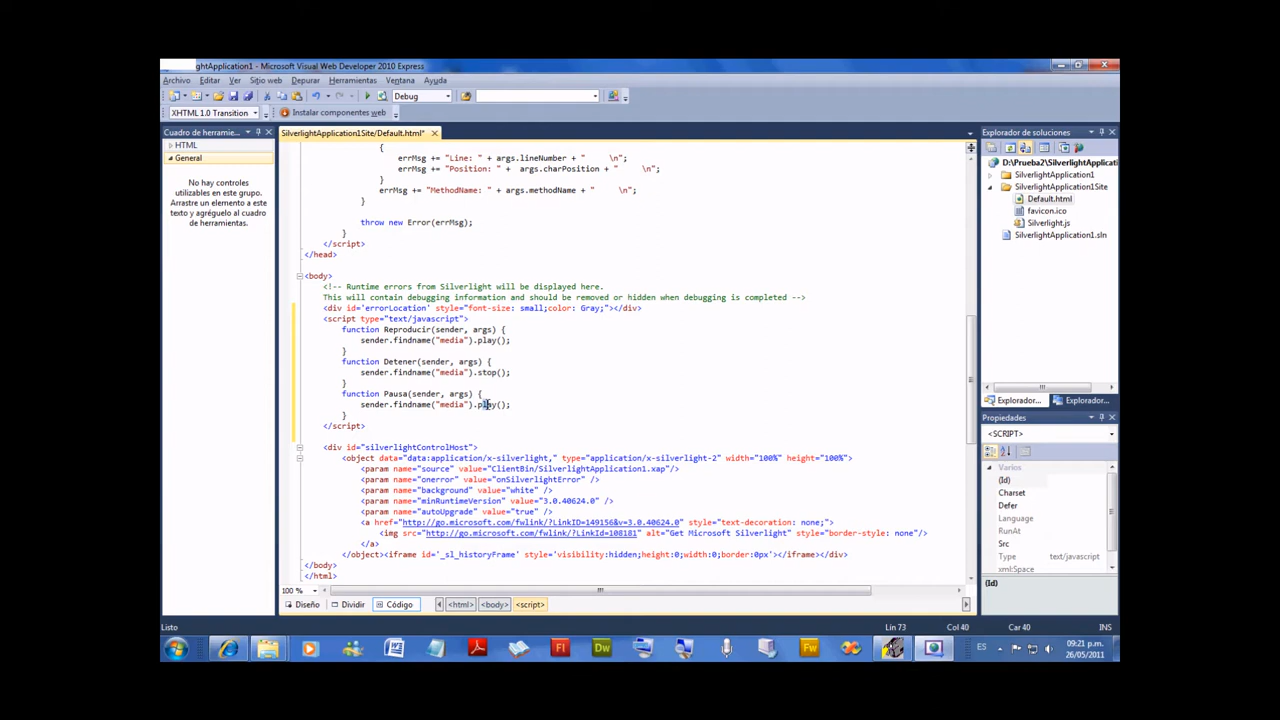 ightApplication1 - Microsoft Visual Web Developer 2010 Express
Archivo Editar Ver Sitio web Depurar Herramientas Ventana Ayuda
Debug
XHTML 1.0 Transition Instalar componentes web
Cuadro de herramie...
HTML
General
No hay controles
utilizables en este grupo.
Arrastre un elemento a este
texto y agréguelo al cuadro
de herramientas.
SilverlightApplication1Site/Default.html*
{
errMsg += "Line: " + args.lineNumber + "     \n";
errMsg += "Position: " + args.charPosition + "     \n";
}
errMsg += "MethodName: " + args.methodName + "     \n";
}
throw new Error(errMsg);
}
</script>
</head>
<body>
<!-- Runtime errors from Silverlight will be displayed here.
This will contain debugging information and should be removed or hidden when debugging is completed -->
<div id='errorLocation' style="font-size: small;color: Gray;"></div>
<script type="text/javascript">
function Reproducir(sender, args) {
sender.findname("media").play();
}
function Detener(sender, args) {
sender.findname("media").stop();
}
function Pausa(sender, args) {
sender.findname("media").play();
}
</script>
<div id="silverlightControlHost">
<object data="data:application/x-silverlight," type="application/x-silverlight-2" width="100%" height="100%">
<param name="source" value="ClientBin/SilverlightApplication1.xap"/>
<param name="onerror" value="onSilverlightError" />
<param name="background" value="white" />
<param name="minRuntimeVersion" value="3.0.40624.0" />
<param name="autoUpgrade" value="true" />
<a href="http://go.microsoft.com/fwlink/?LinkID=149156&v=3.0.40624.0" style="text-decoration: none;">
<img src="http://go.microsoft.com/fwlink/?LinkId=108181" alt="Get Microsoft Silverlight" style="border-style: none"/>
</a>
</object><iframe id='_sl_historyFrame' style='visibility:hidden;height:0;width:0;border:0px'></iframe></div>
</body>
</html>
100 %
Diseño Dividir Código <html> <body> <script>
Explorador de soluciones
D:\Prueba2\SilverlightApplicatio
SilverlightApplication1
SilverlightApplication1Site
Default.html
favicon.ico
Silverlight.js
SilverlightApplication1.sln
Explorador... Explorador...
Propiedades
<SCRIPT>
Varios
(Id)
Charset
Defer
Language
RunAt
Src
Type text/javascript
xml:Space
(Id)
Listo Lin 73 Col 40 Car 40 INS
W Fl Dw Fw ES 09:21 p.m.
26/05/2011